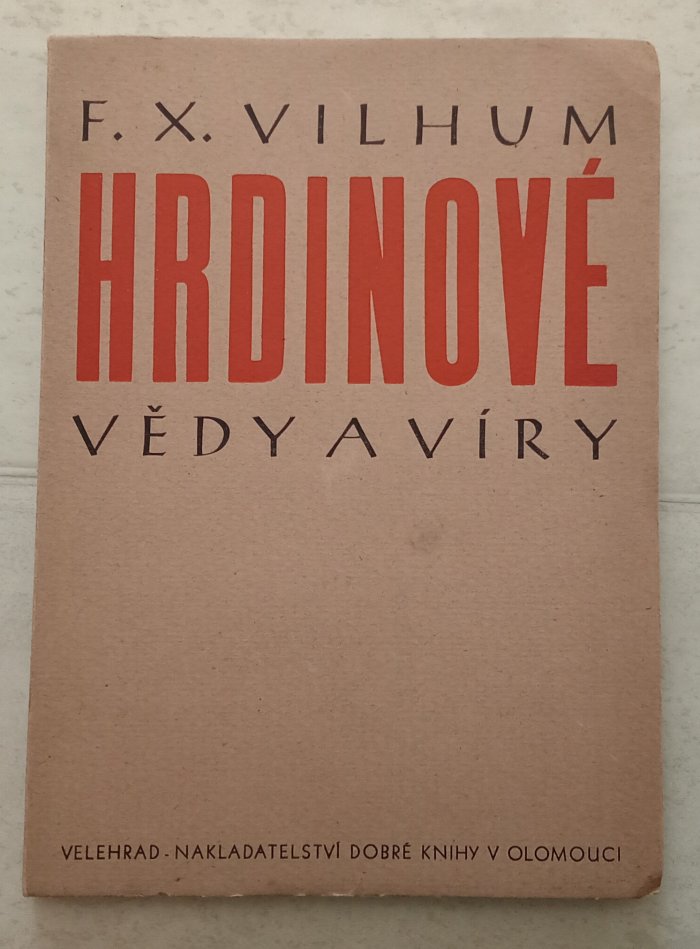 F. X. VILHUM
HRDINOVÉ
VĚDY A VÍRY
VELEHRAD - NAKLADATELSTVÍ DOBRÉ KNIHY V OLOMOUCI